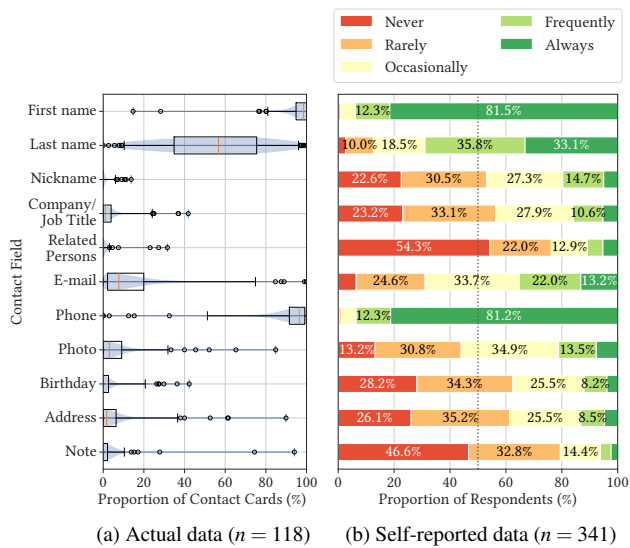 Never
Rarely
Occasionally
Frequently
Always
Contact Field
First name
Last name
Nickname
Company/
Job Title
Related
Persons
E-mail
Phone
Photo
Birthday
Address
Note
12.3% 81.5%
10.0% 18.5% 35.8% 33.1%
22.6% 30.5% 27.3% 14.7%
23.2% 33.1% 27.9% 10.6%
54.3% 22.0% 12.9%
24.6% 33.7% 22.0% 13.2%
12.3% 81.2%
13.2% 30.8% 34.9% 13.5%
28.2% 34.3% 25.5% 8.2%
26.1% 35.2% 25.5% 8.5%
46.6% 32.8% 14.4%
0 20 40 60 80 100
Proportion of Contact Cards (%)
0 20 40 60 80 100
Proportion of Respondents (%)
(a) Actual data (n = 118)
(b) Self-reported data (n = 341)